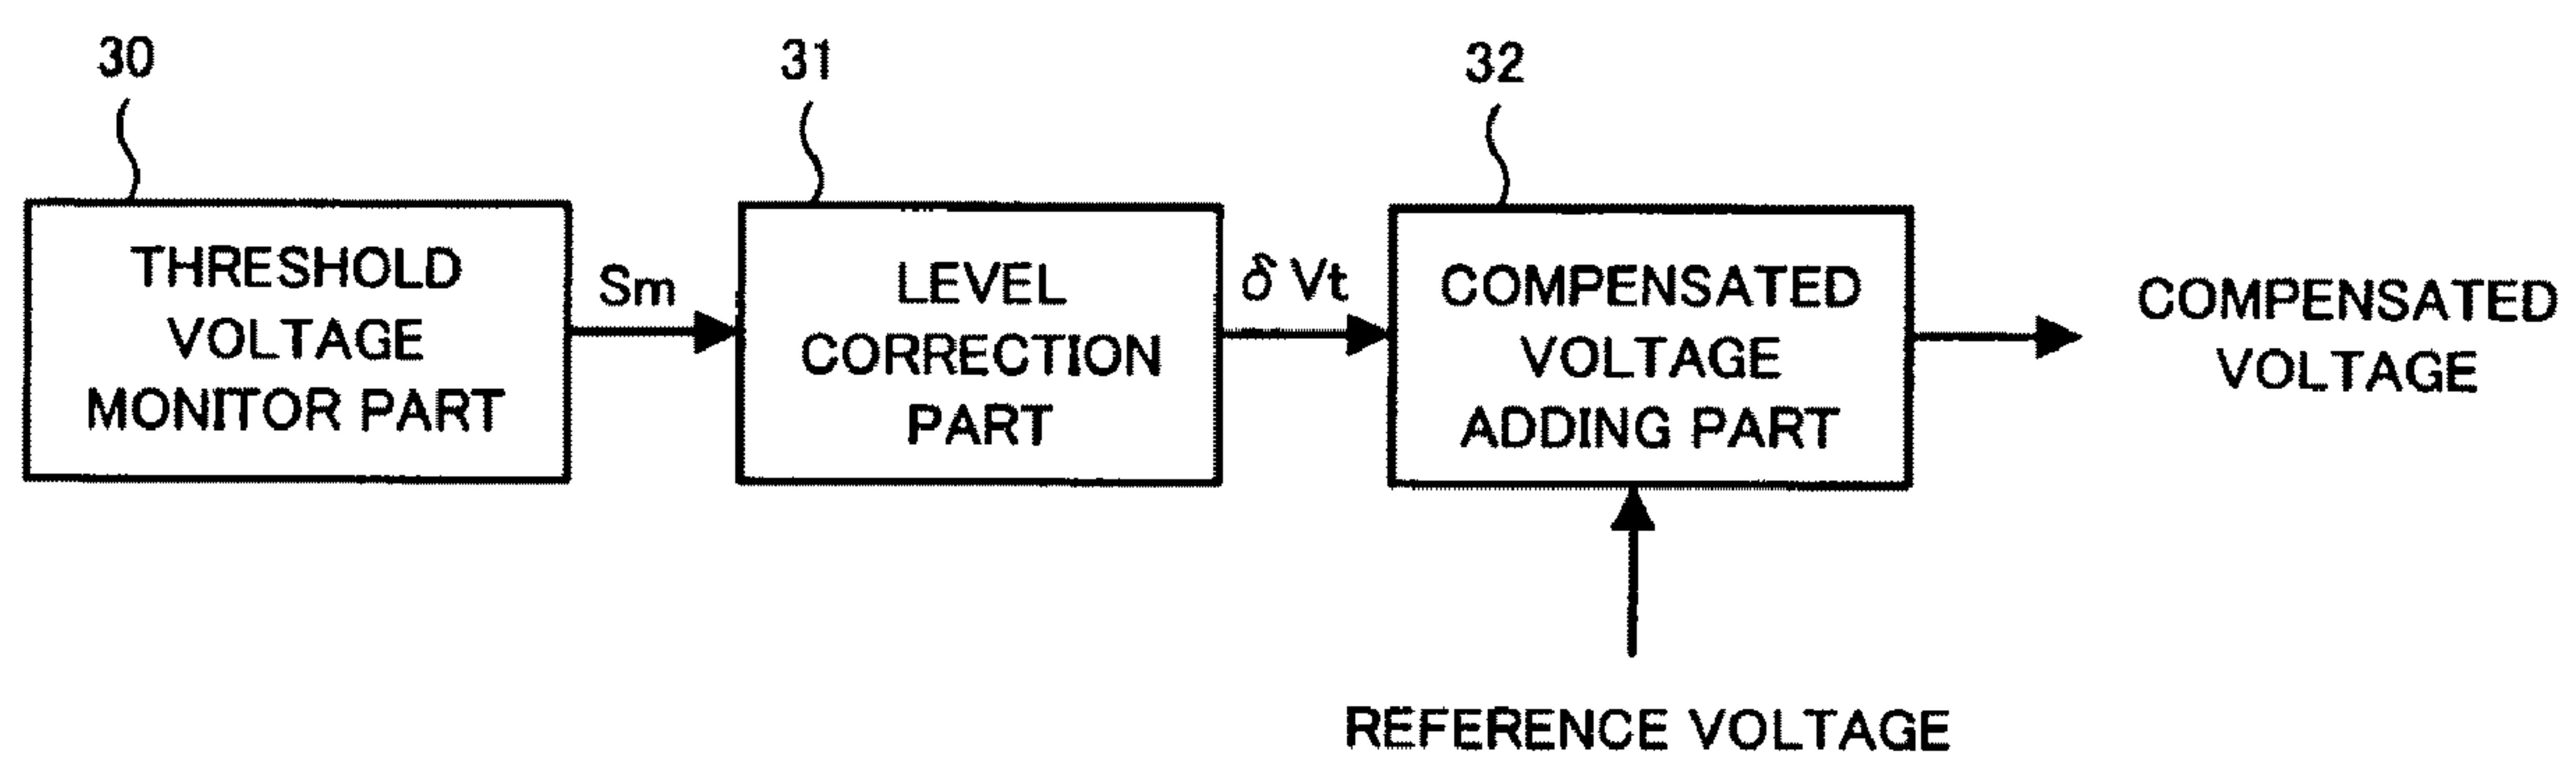 30
31
32
THRESHOLD
VOLTAGE
MONITOR PART
Sm
LEVEL
CORRECTION
PART
δ Vt
COMPENSATED
VOLTAGE
ADDING PART
COMPENSATED
VOLTAGE
REFERENCE VOLTAGE